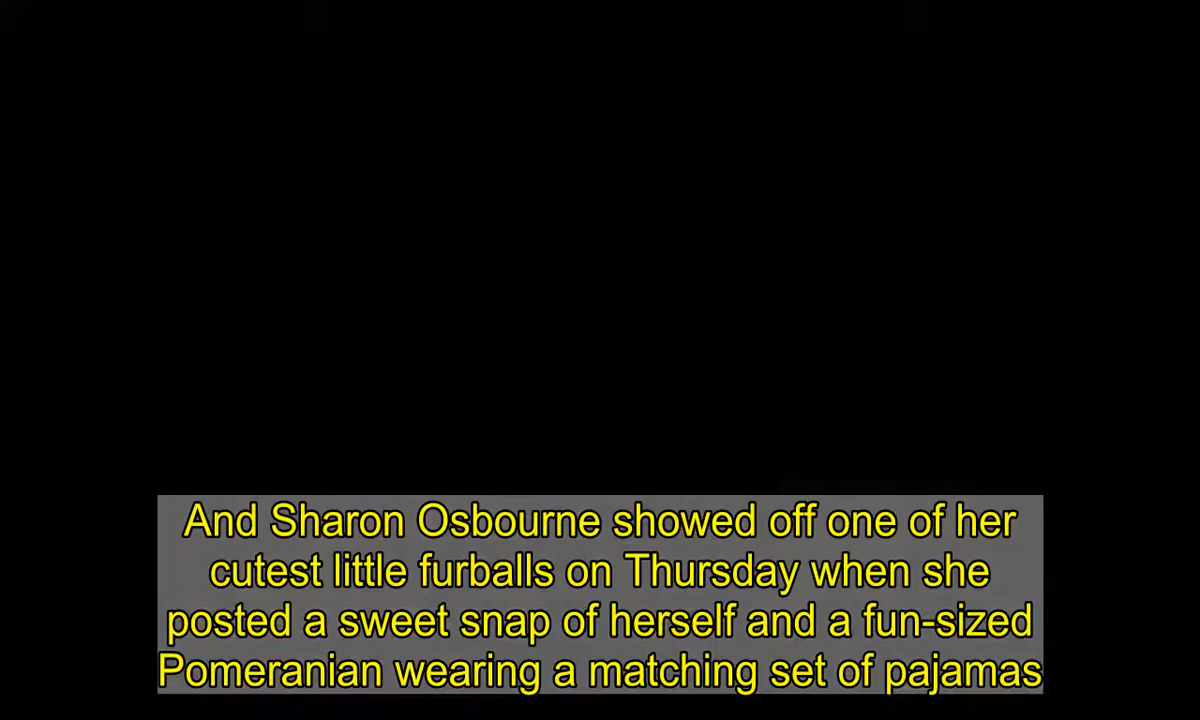 And Sharon Osbourne showed off one of her
cutest little furballs on Thursday when she
posted a sweet snap of herself and a fun-sized
Pomeranian wearing a matching set of pajamas